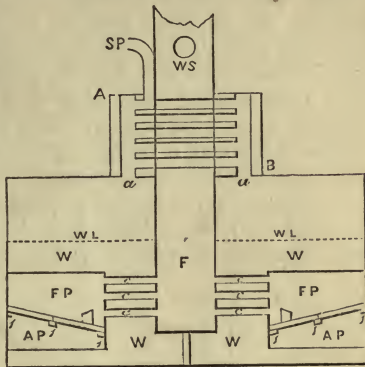 SP
WS
A
B
a a
WL WL
W F W
c c
FP c c FP
c c
f f f AP W W f f f AP